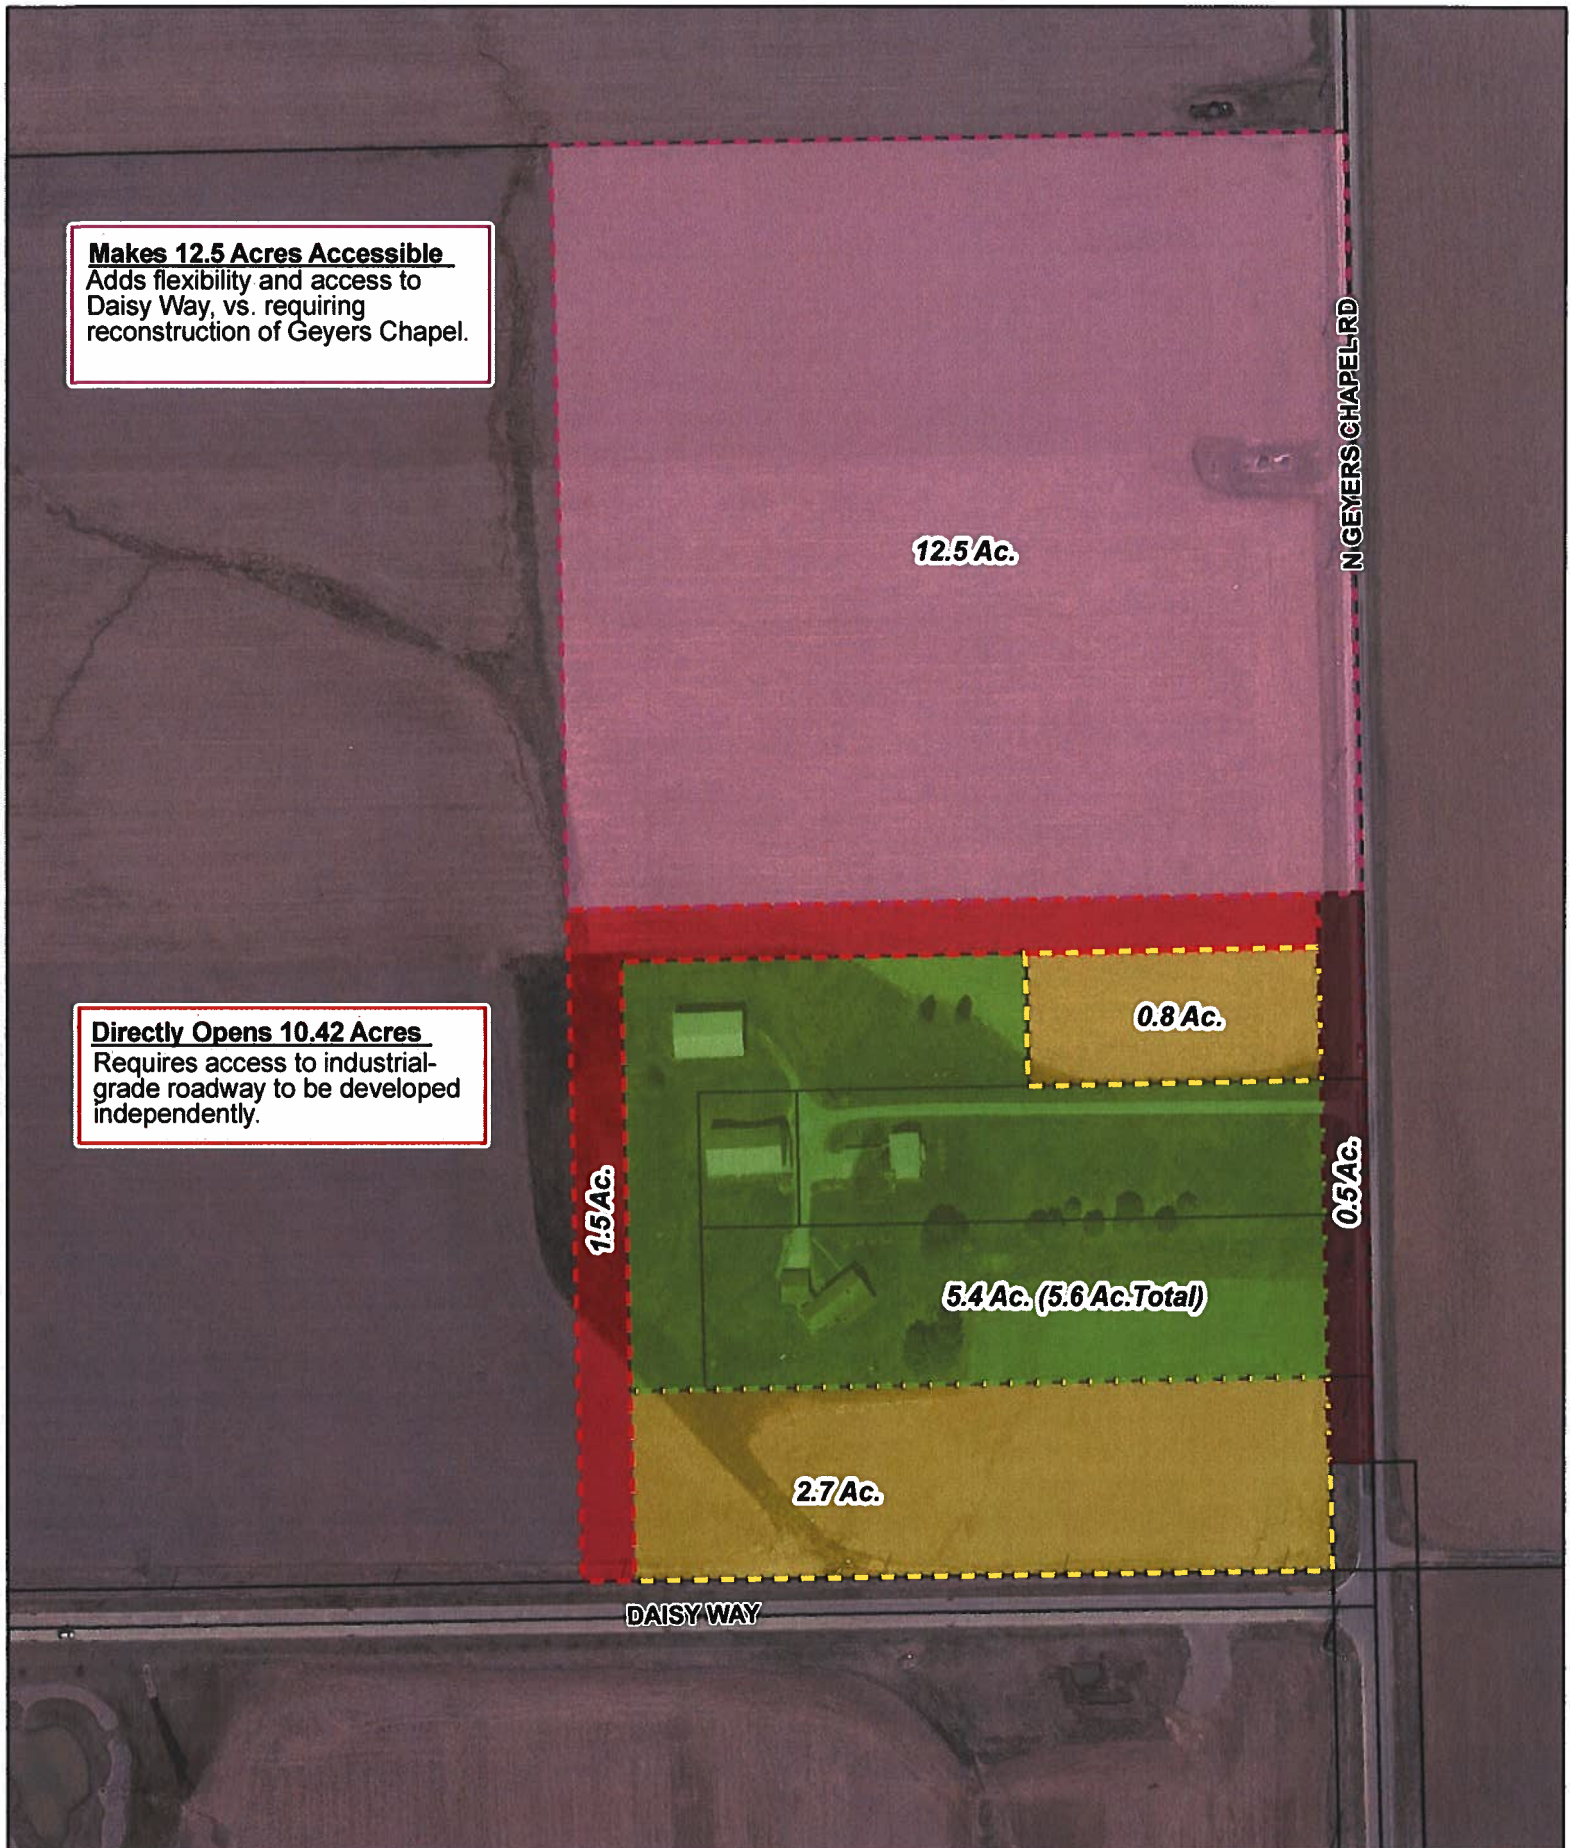 Makes 12.5 Acres Accessible
Adds flexibility and access to
Daisy Way, vs. requiring
reconstruction of Geyers Chapel.
N GEYERS CHAPEL RD
12.5 Ac.
Directly Opens 10.42 Acres
Requires access to industrial-
grade roadway to be developed
independently.
0.8 Ac.
1.5 Ac.
0.5 Ac.
5.4 Ac. (5.6 Ac.Total)
2.7 Ac.
DAISY WAY